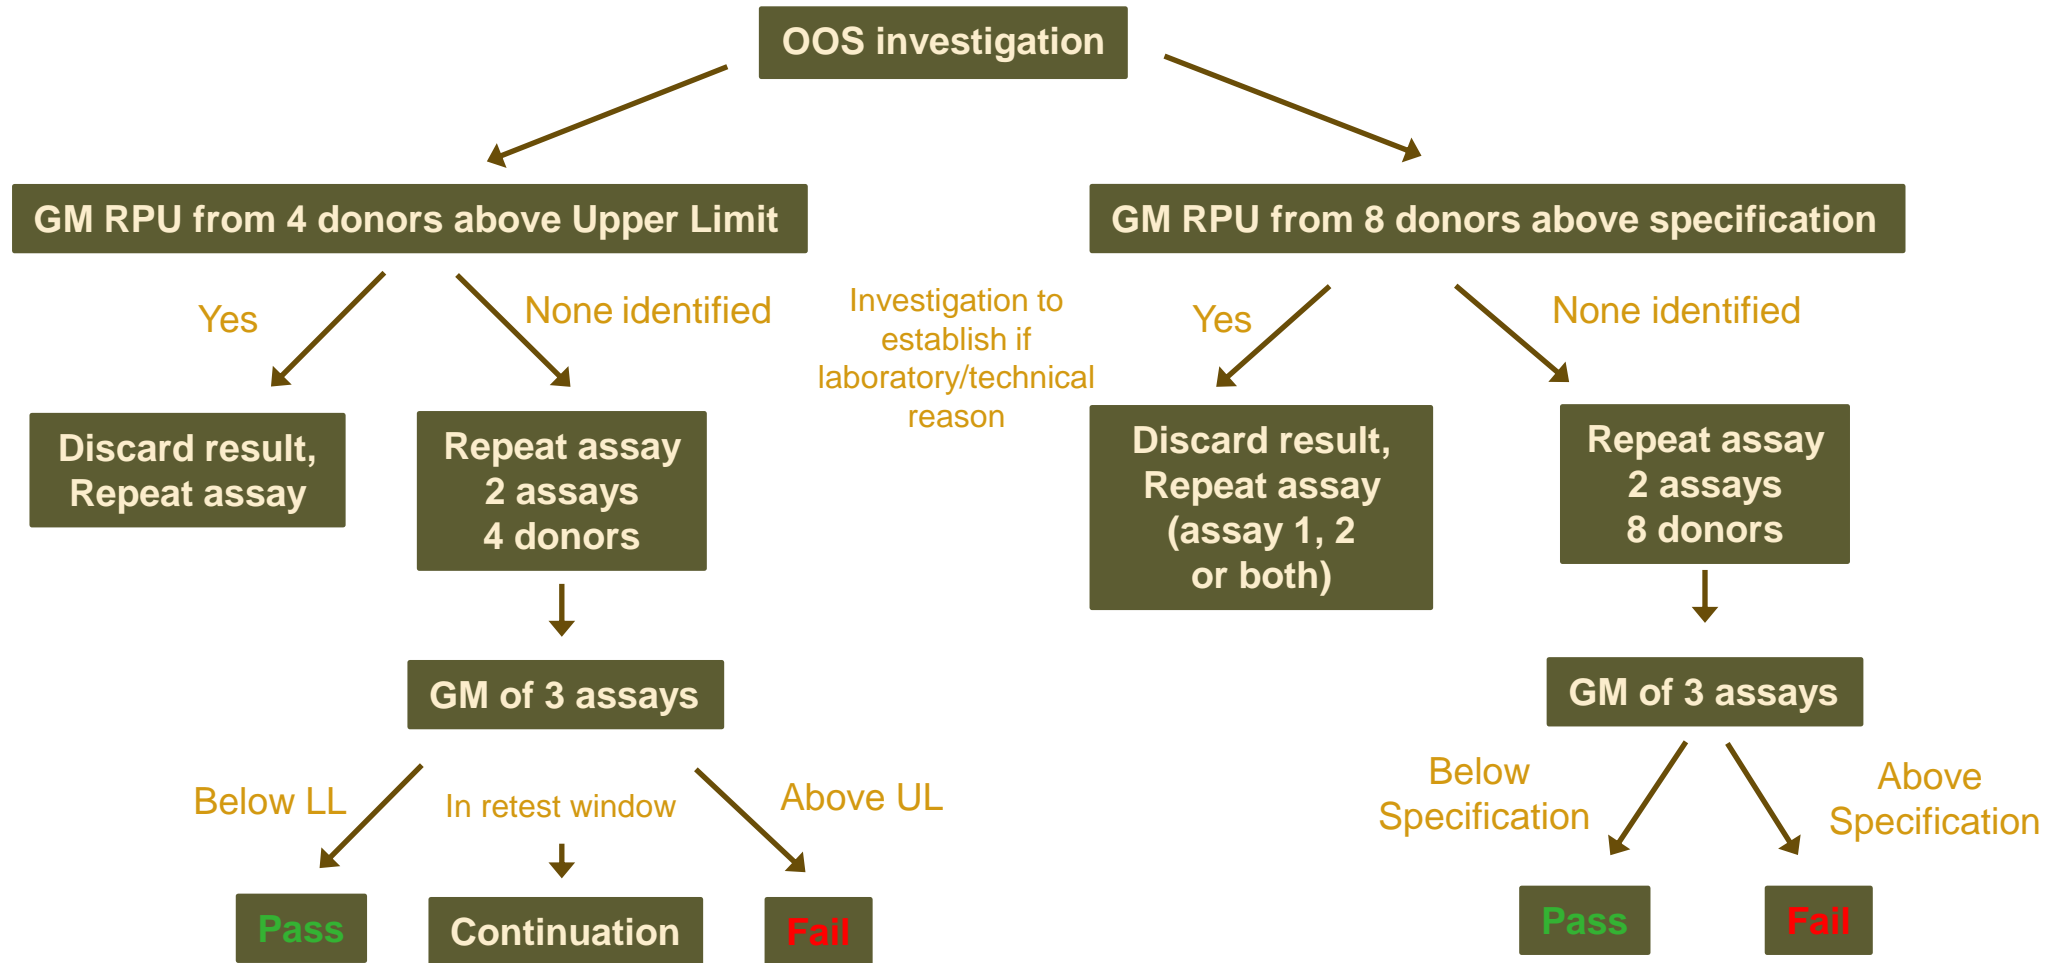 OOS investigation
GM RPU from 4 donors above Upper Limit
GM RPU from 8 donors above specification
Yes
None identified
Investigation to
establish if
laboratory/technical
reason
Yes
None identified
Discard result,
Repeat assay
Repeat assay
2 assays
4 donors
Discard result,
Repeat assay
(assay 1, 2
or both)
Repeat assay
2 assays
8 donors
GM of 3 assays
GM of 3 assays
Below LL
In retest window
Above UL
Below
Specification
Above
Specification
Pass
Continuation
Fail
Pass
Fail